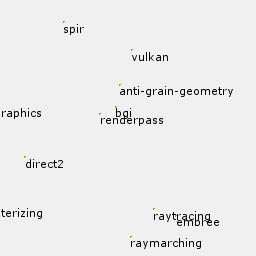 spir
vulkan
anti-grain-geometry
raphics
bgi
renderpass
direct2
terizing
raytracing
embree
raymarching